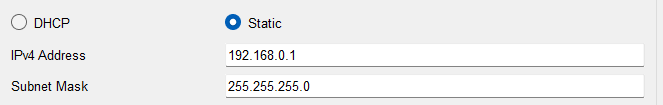 DHCP Static
IPv4 Address 192.168.0.1
Subnet Mask 255.255.255.0